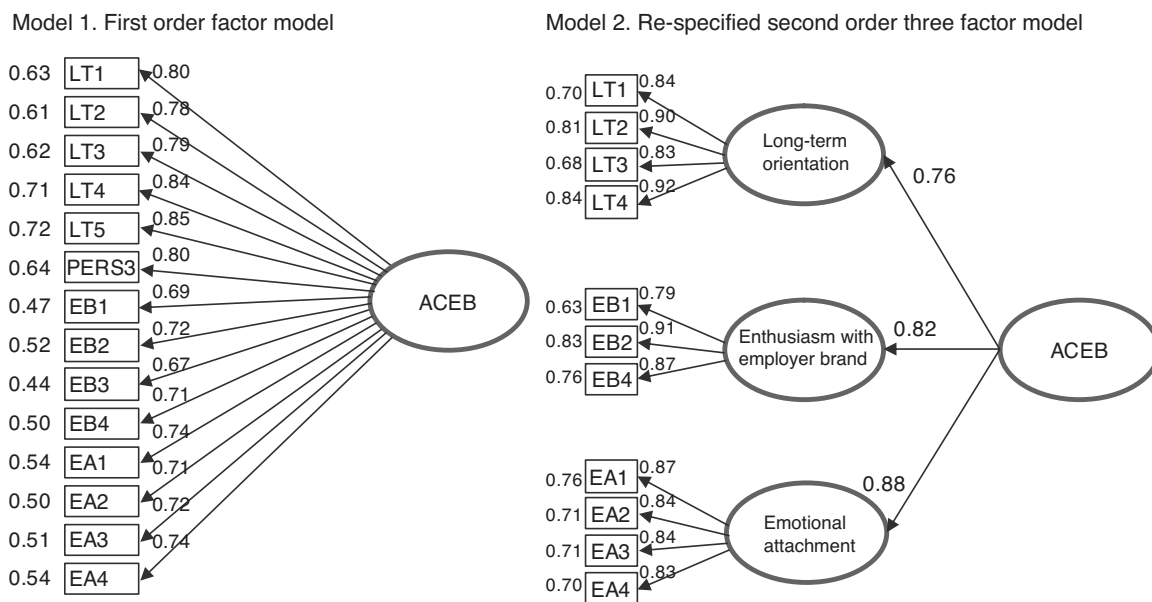 Model 1. First order factor model
0.63 LT1 0.80
0.61 LT2 0.78
0.62 LT3 0.79
0.71 LT4 0.84
0.72 LT5 0.85
0.64 PERS3 0.80
0.47 EB1 0.69
0.52 EB2 0.72
0.44 EB3 0.67
0.50 EB4 0.71
0.54 EA1 0.74
0.50 EA2 0.71
0.51 EA3 0.72
0.54 EA4 0.74
ACEB
Model 2. Re-specified second order three factor model
0.70 LT1 0.84
0.81 LT2 0.90
0.68 LT3 0.83
0.84 LT4 0.92
Long-term
orientation
0.76
0.63 EB1 0.79
0.83 EB2 0.91
0.76 EB4 0.87
Enthusiasm with
employer brand
0.82
ACEB
0.76 EA1 0.87
0.71 EA2 0.84
0.71 EA3 0.84
0.70 EA4 0.83
Emotional
attachment
0.88